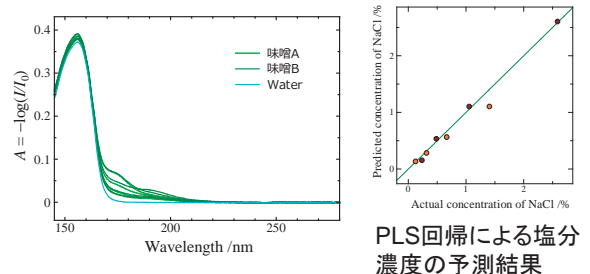 A = −log(I/I₀)
0.4
0.3
0.2
0.1
0
150
200
250
Wavelength /nm
味噌A
味噌B
Water
Predicted concentration of NaCl /%
2
1
0
0
1
2
Actual concentration of NaCl /%
PLS回帰による塩分
濃度の予測結果